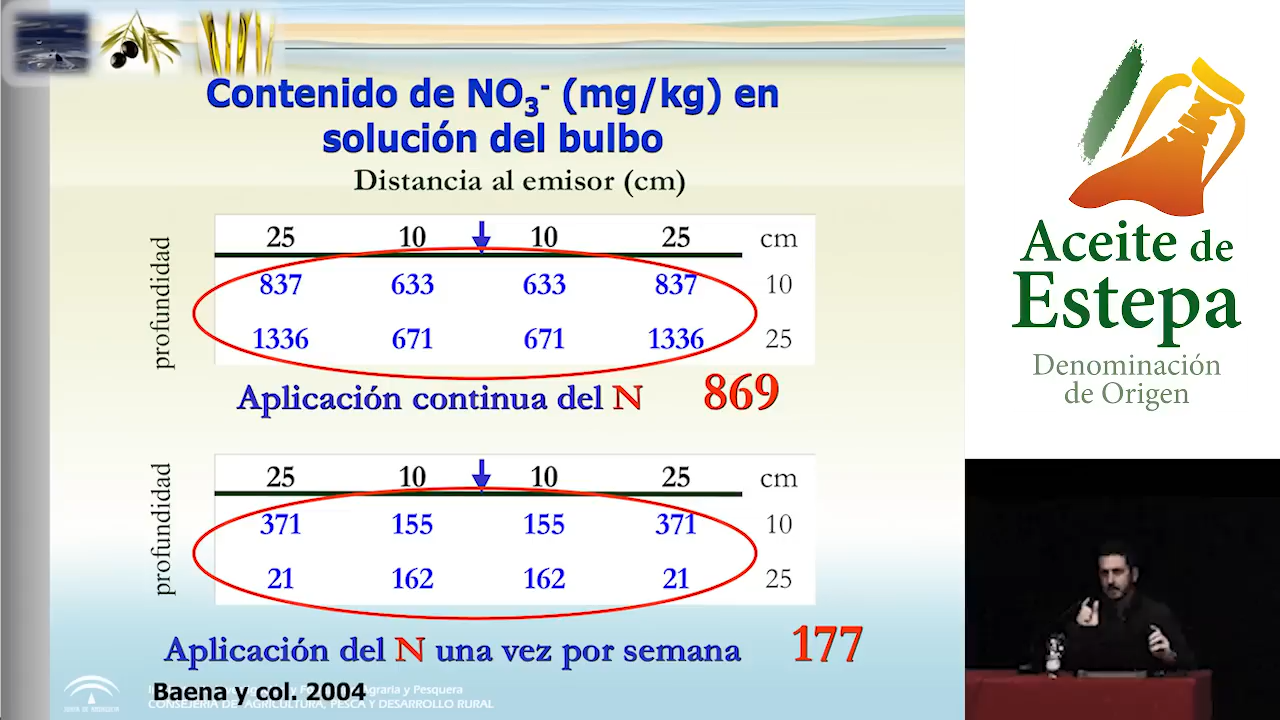 Contenido de NO3- (mg/kg) en
solución del bulbo
Distancia al emisor (cm)
profundidad
25 10 10 25 cm
837 633 633 837 10
1336 671 671 1336 25
Aplicación continua del N 869
profundidad
25 10 10 25 cm
371 155 155 371 10
21 162 162 21 25
Aplicación del N una vez por semana 177
Baena y col. 2004
Agraria y Pesquera
CONSEJERÍA DE AGRICULTURA, PESCA Y DESARROLLO RURAL
Aceite de
Estepa
Denominación
de Origen